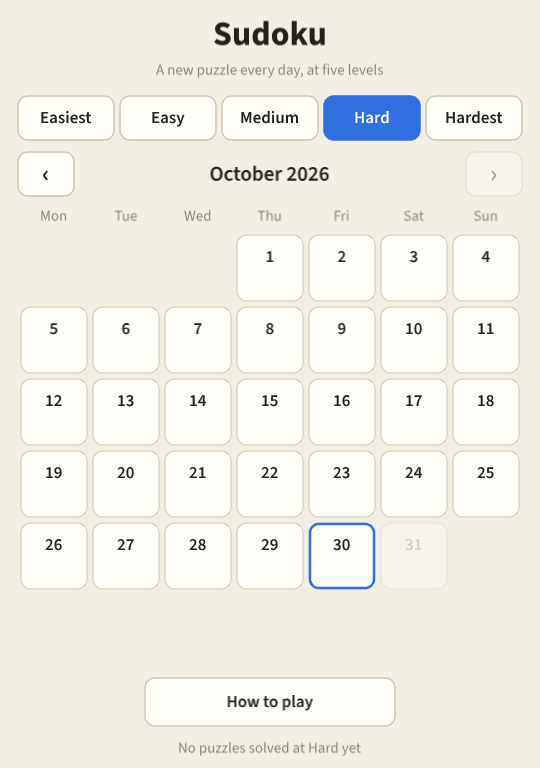 Sudoku
A new puzzle every day, at five levels
Easiest Easy Medium Hard Hardest
‹ October 2026 ›
Mon Tue Wed Thu Fri Sat Sun
1 2 3 4
5 6 7 8 9 10 11
12 13 14 15 16 17 18
19 20 21 22 23 24 25
26 27 28 29 30 31
How to play
No puzzles solved at Hard yet